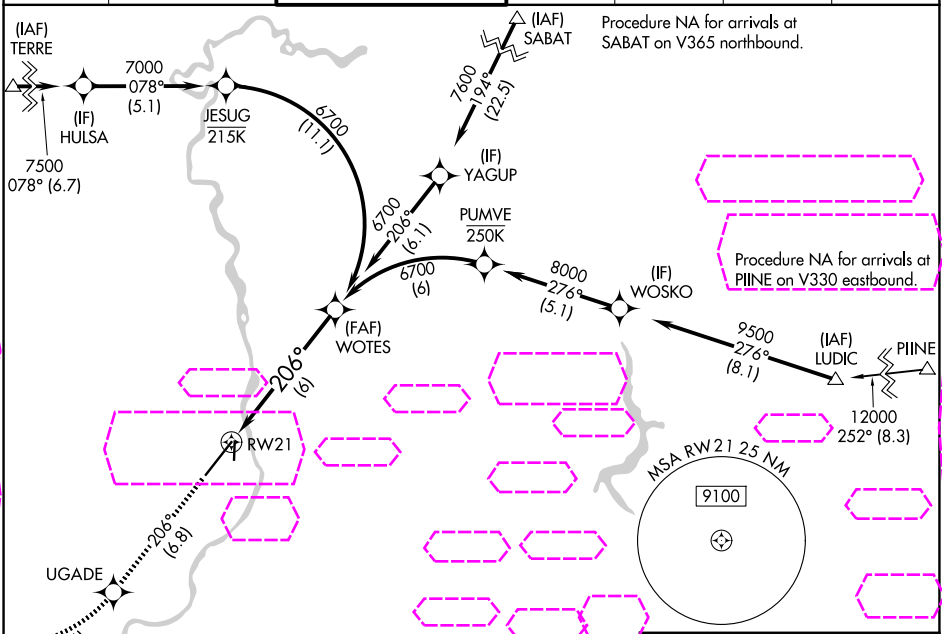 (IAF)
TERRE
7000
078°
(5.1)
(IF)
HULSA
7500
078° (6.7)
JESUG
215K
6700
(11.1)
(IAF)
SABAT
Procedure NA for arrivals at
SABAT on V365 northbound.
7600
194°
(22.5)
(IF)
YAGUP
6700
206°
(6.1)
PUMVE
250K
6700
(6)
8000
276°
(5.1)
(IF)
WOSKO
Procedure NA for arrivals at
PIINE on V330 eastbound.
9500
276°
(8.1)
(IAF)
LUDIC
PIINE
12000
252° (8.3)
(FAF)
WOTES
206°
(6)
RW21
206°
(6.8)
UGADE
MSA RW21 25 NM
9100